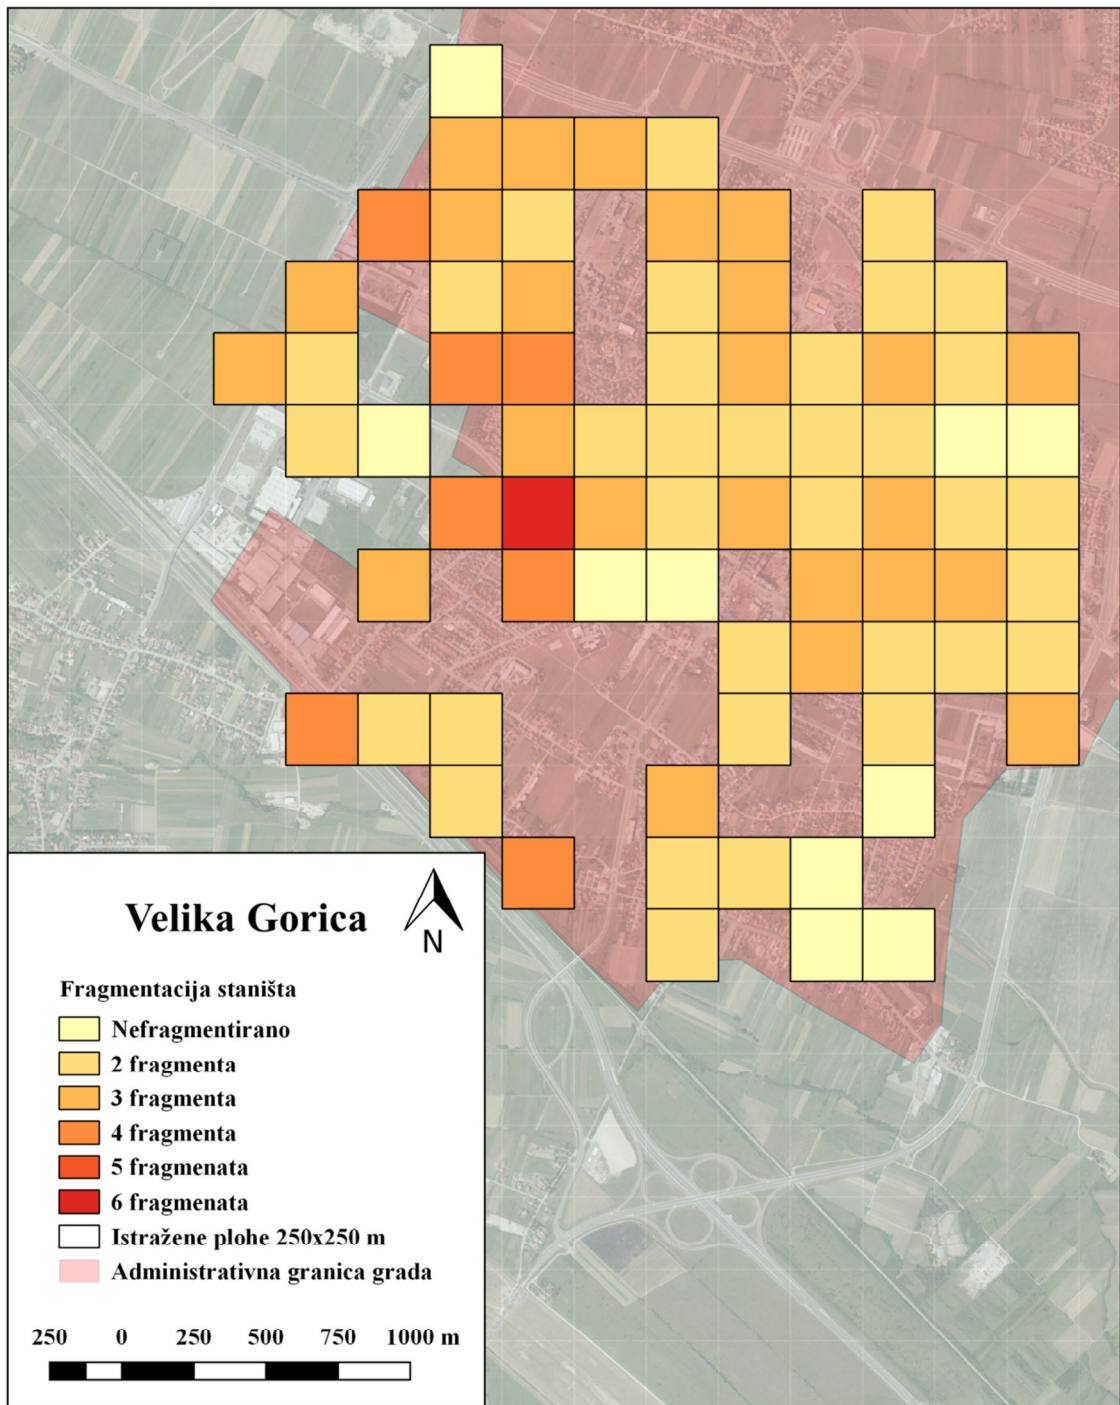 Velika Gorica
N
Fragmentacija staništa
Nefragmentirano
2 fragmenta
3 fragmenta
4 fragmenta
5 fragmenata
6 fragmenata
Istražene plohe 250x250 m
Administrativna granica grada
250 0 250 500 750 1000 m